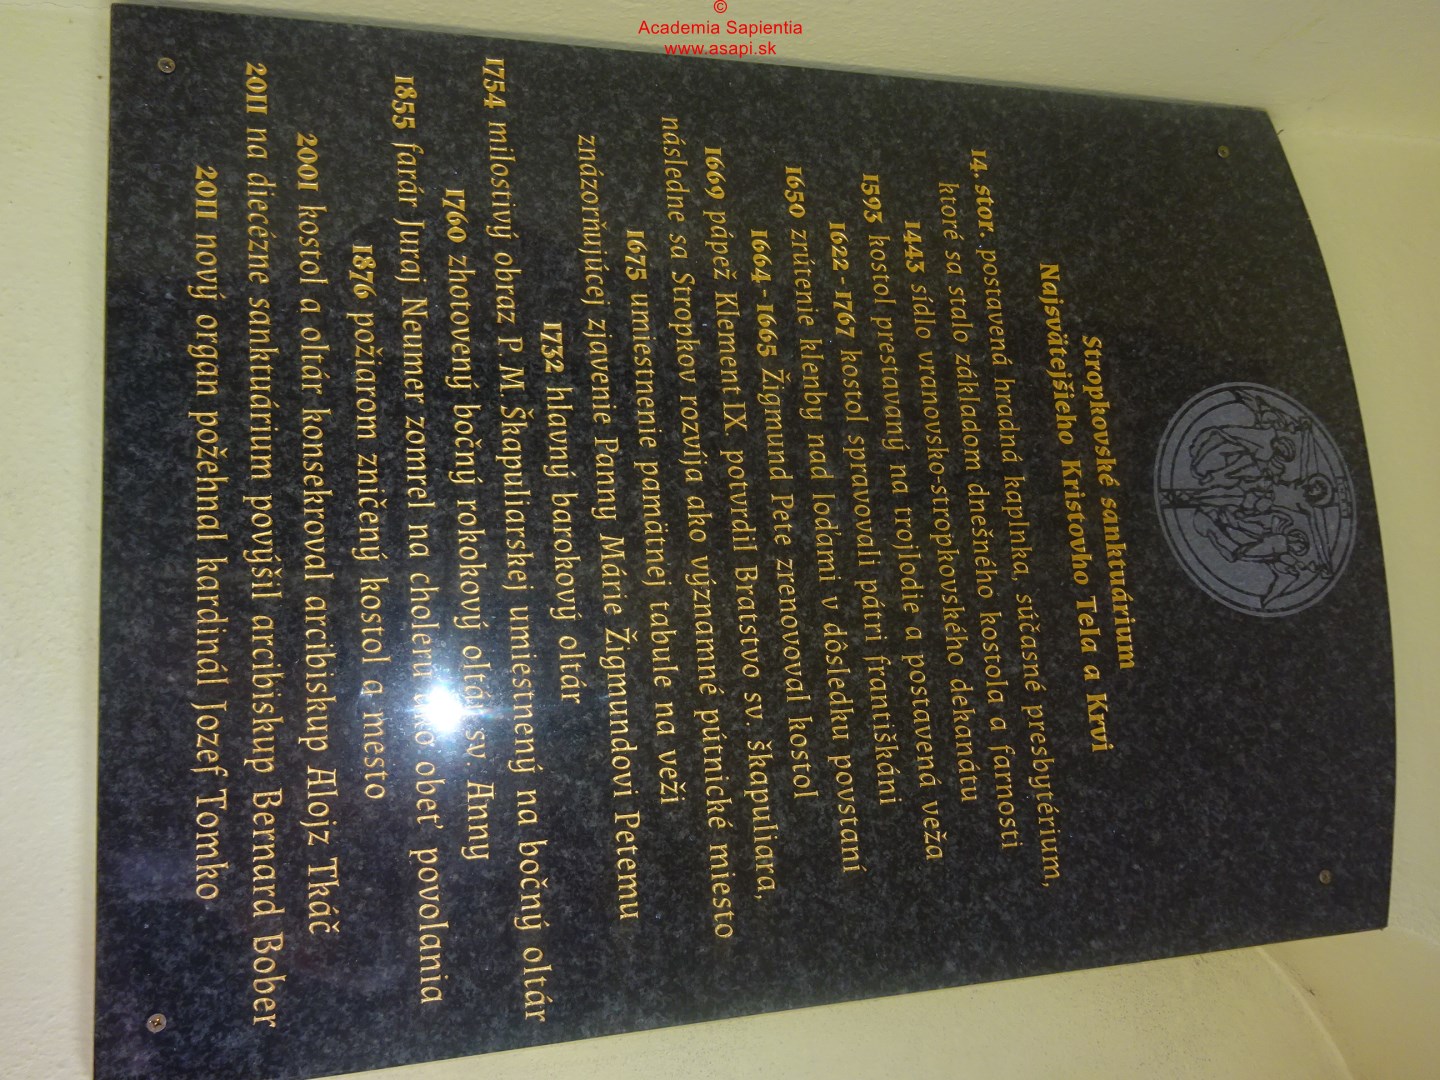 ©
Academia Sapientia
www.asapi.sk
Stropkovské sanktuárium
Najsvätejšieho Kristovho Tela a Krvi
14. stor. postavená hradná kaplnka, súčasné presbytérium,
ktoré sa stalo základom dnešného kostola a farnosti
1443 sídlo vranovsko-stropkovského dekanátu
1593 kostol prestavaný na trojlodie a postavená veža
1622 - 1767 kostol spravovali pátri františkáni
1650 zrútenie klenby nad loďami v dôsledku povstaní
1664 - 1665 Žigmund Pete zrenovoval kostol
1669 pápež Klement IX. potvrdil Bratstvo sv. škapuliara,
následne sa Stropkov rozvíja ako významné pútnické miesto
1675 umiestnenie pamätnej tabule na veži
znázorňujúcej zjavenie Panny Márie Žigmundovi Petemu
1732 hlavný barokový oltár
1754 milostivý obraz P. M. Škapuliarskej umiestnený na bočný oltár
1760 zhotovený bočný rokokový oltár sv. Anny
1855 farár Juraj Neumer zomrel na choleru ako obeť povolania
1876 požiarom zničený kostol a mesto
2001 kostol a oltár konsekroval arcibiskup Alojz Tkáč
2011 na diecézne sanktuárium povýšil arcibiskup Bernard Bober
2011 nový organ požehnal kardinál Jozef Tomko